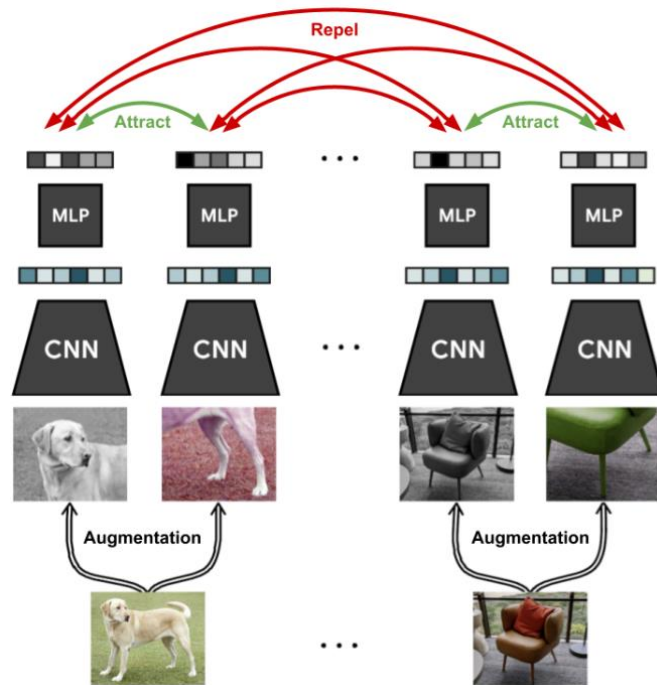 Repel
Attract Attract
MLP MLP MLP MLP
CNN CNN CNN CNN
Augmentation Augmentation